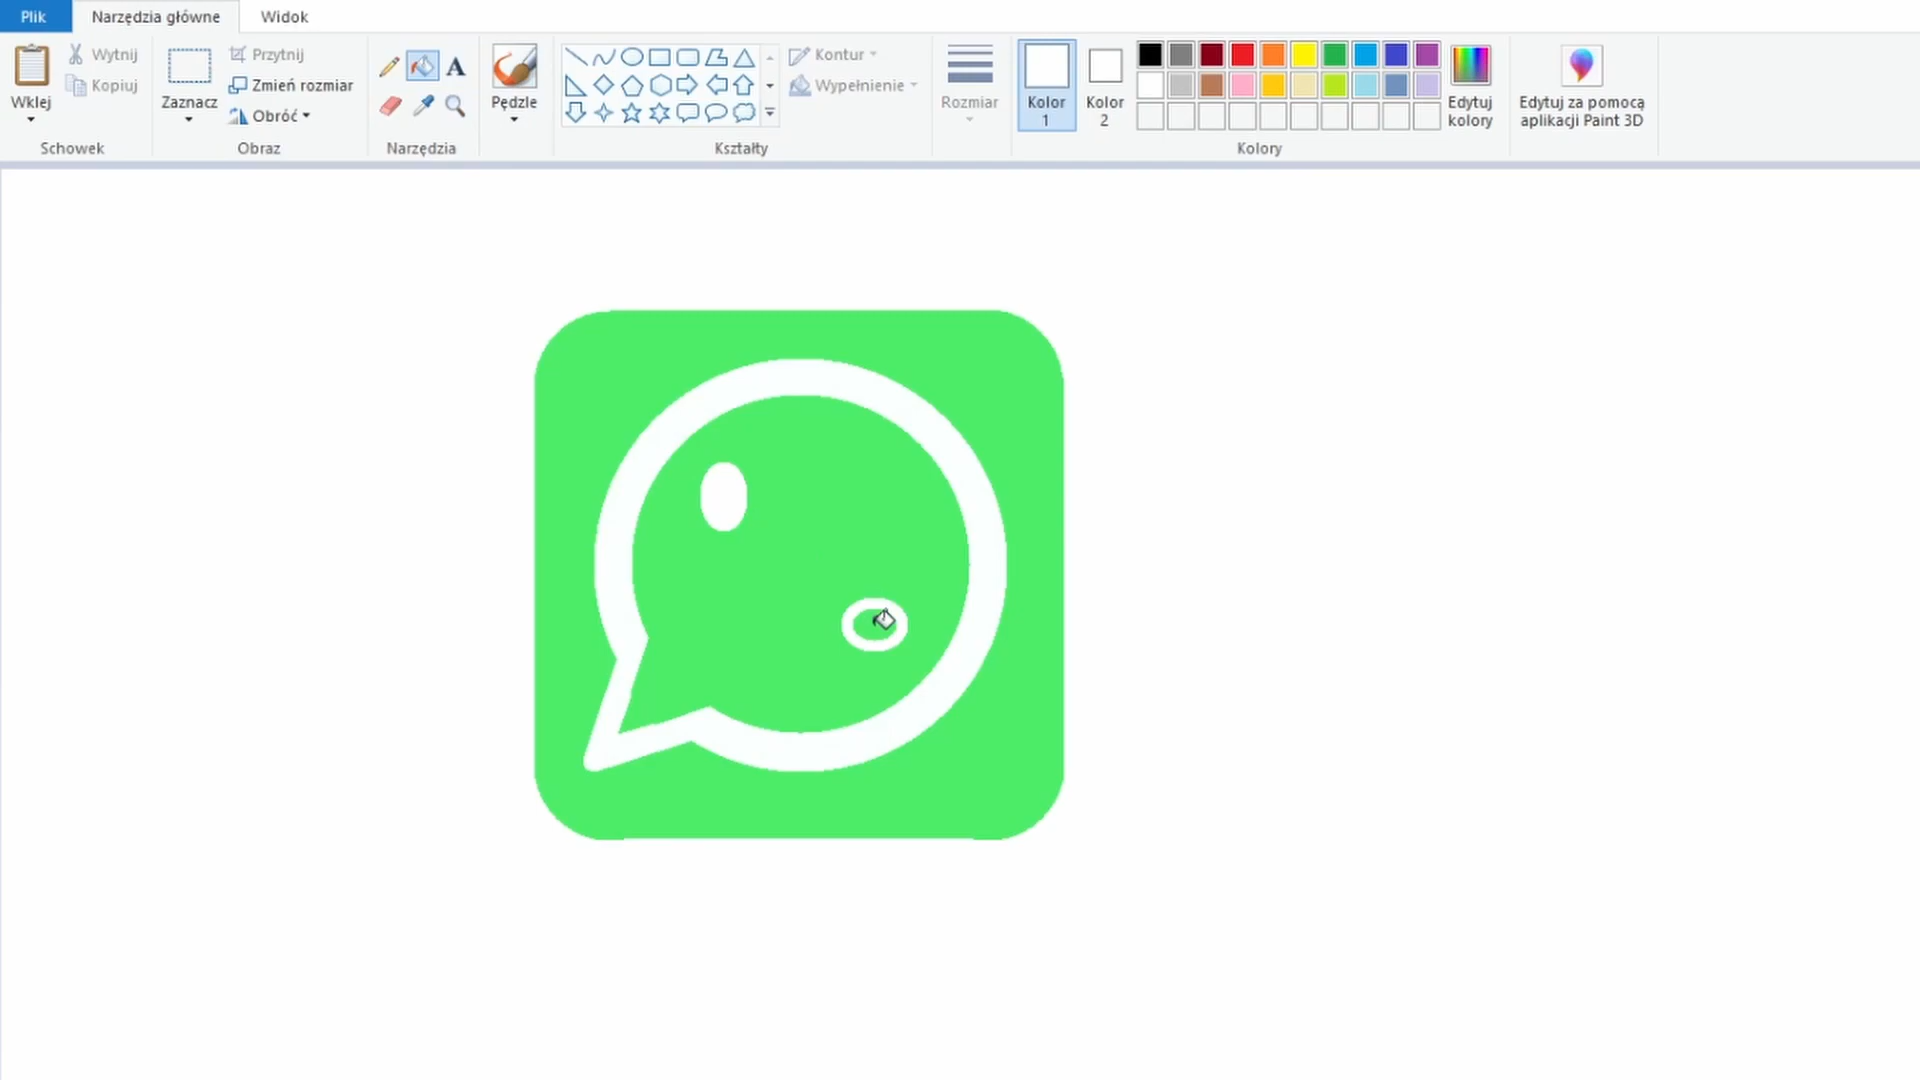 Plik Narzędzia główne Widok
Wytnij
Kopiuj
Wklej
Schowek
Przytnij
Zmień rozmiar
Obróć
Zaznacz
Obraz
A
Narzędzia
Pędzle
Kontur
Wypełnienie
Kształty
Rozmiar
Kolor
1
Kolor
2
Edytuj
kolory
Kolory
Edytuj za pomocą
aplikacji Paint 3D